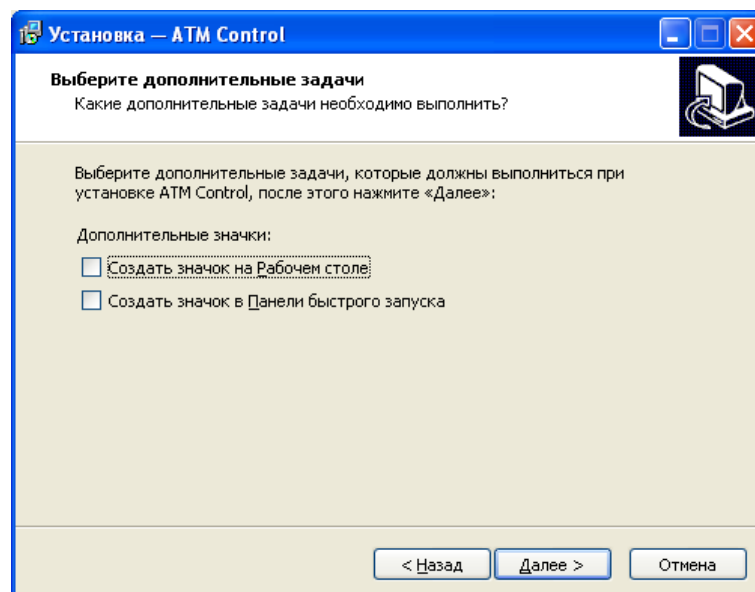 Установка — ATM Control
Выберите дополнительные задачи
Какие дополнительные задачи необходимо выполнить?
Выберите дополнительные задачи, которые должны выполниться при
установке ATM Control, после этого нажмите «Далее»:
Дополнительные значки:
Создать значок на Рабочем столе
Создать значок в Панели быстрого запуска
< Назад Далее > Отмена